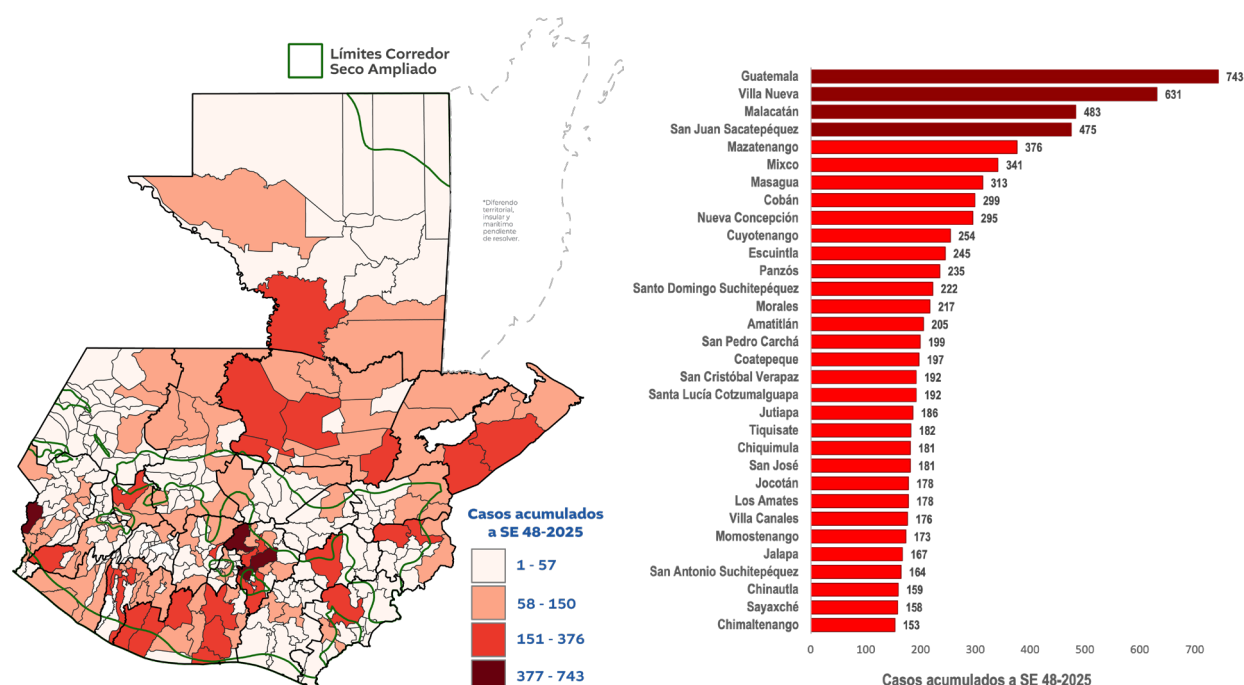 Límites Corredor
Seco Ampliado
*Diferendo
territorial,
insular y
marítimo
pendiente
de resolver.
Casos acumulados
a SE 48-2025
1 - 57
58 - 150
151 - 376
377 - 743
Guatemala 743
Villa Nueva 631
Malacatán 483
San Juan Sacatepéquez 475
Mazatenango 376
Mixco 341
Masagua 313
Cobán 299
Nueva Concepción 295
Cuyotenango 254
Escuintla 245
Panzós 235
Santo Domingo Suchitepéquez 222
Morales 217
Amatitlán 205
San Pedro Carchá 199
Coatepeque 197
San Cristóbal Verapaz 192
Santa Lucía Cotzumalguapa 192
Jutiapa 186
Tiquisate 182
Chiquimula 181
San José 181
Jocotán 178
Los Amates 178
Villa Canales 176
Momostenango 173
Jalapa 167
San Antonio Suchitepéquez 164
Chinautla 159
Sayaxché 158
Chimaltenango 153
0 100 200 300 400 500 600 700
Casos acumulados a SE 48-2025